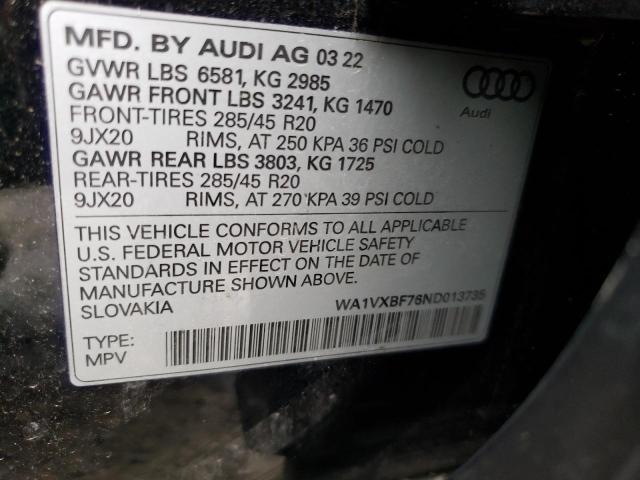 MFD. BY AUDI AG 03 22
GVWR LBS 6581, KG 2985
GAWR FRONT LBS 3241, KG 1470
FRONT-TIRES 285/45 R20
9JX20 RIMS, AT 250 KPA 36 PSI COLD
GAWR REAR LBS 3803, KG 1725
REAR-TIRES 285/45 R20
9JX20 RIMS, AT 270 KPA 39 PSI COLD
Audi
THIS VEHICLE CONFORMS TO ALL APPLICABLE
U.S. FEDERAL MOTOR VEHICLE SAFETY
STANDARDS IN EFFECT ON THE DATE OF
MANUFACTURE SHOWN ABOVE.
SLOVAKIA
WA1VXBF76ND013735
TYPE:
MPV